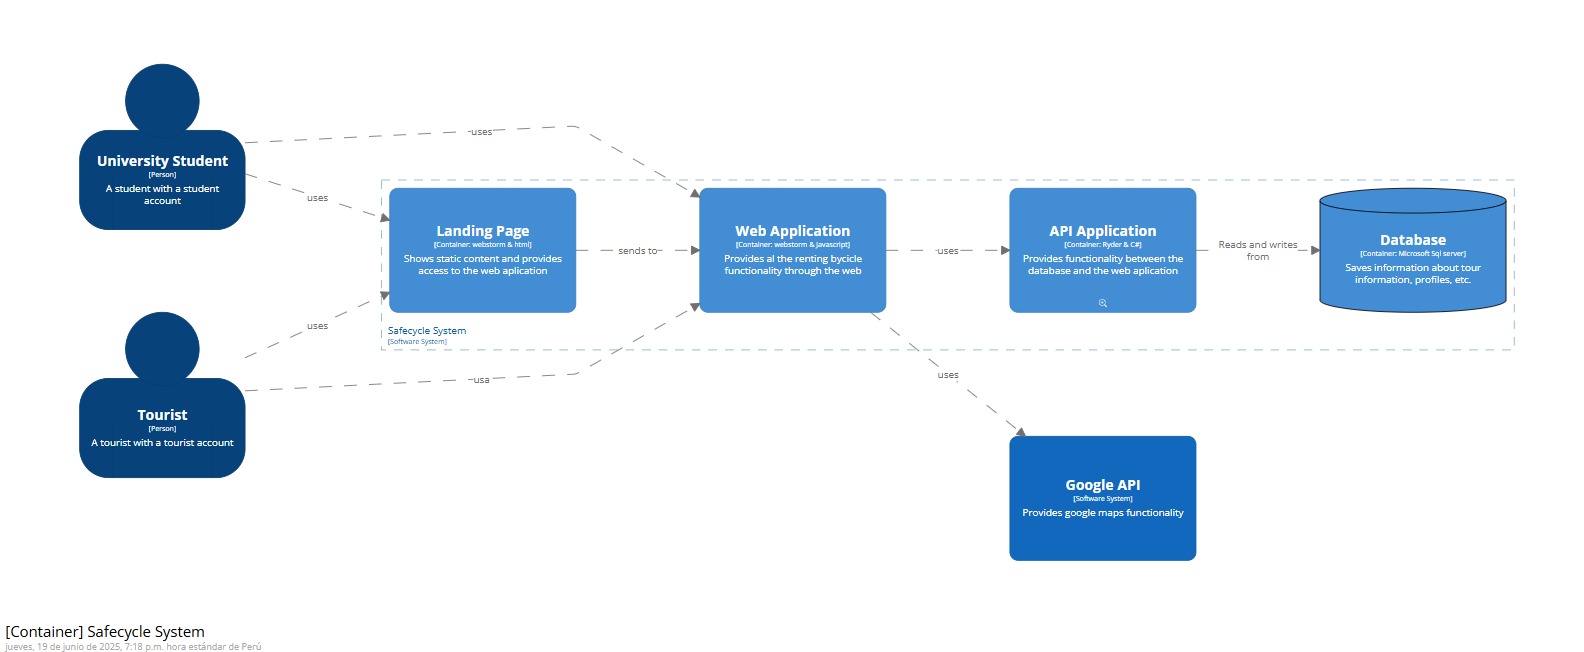 University Student
[Person]
A student with a student
account
uses
uses
Landing Page
[Container: webstorm & html]
Shows static content and provides
access to the web aplication
sends to
Web Application
[Container: webstorm & Javascript]
Provides al the renting bycicle
functionality through the web
uses
API Application
[Container: Ryder & C#]
Provides functionality between the
database and the web aplication
Reads and writes
from
Database
[Container: Microsoft Sql server]
Saves information about tour
information, profiles, etc.
Safecycle System
[Software System]
Tourist
[Person]
A tourist with a tourist account
uses
usa
uses
Google API
[Software System]
Provides google maps functionality
[Container] Safecycle System
jueves, 19 de junio de 2025, 7:18 p.m. hora estándar de Perú